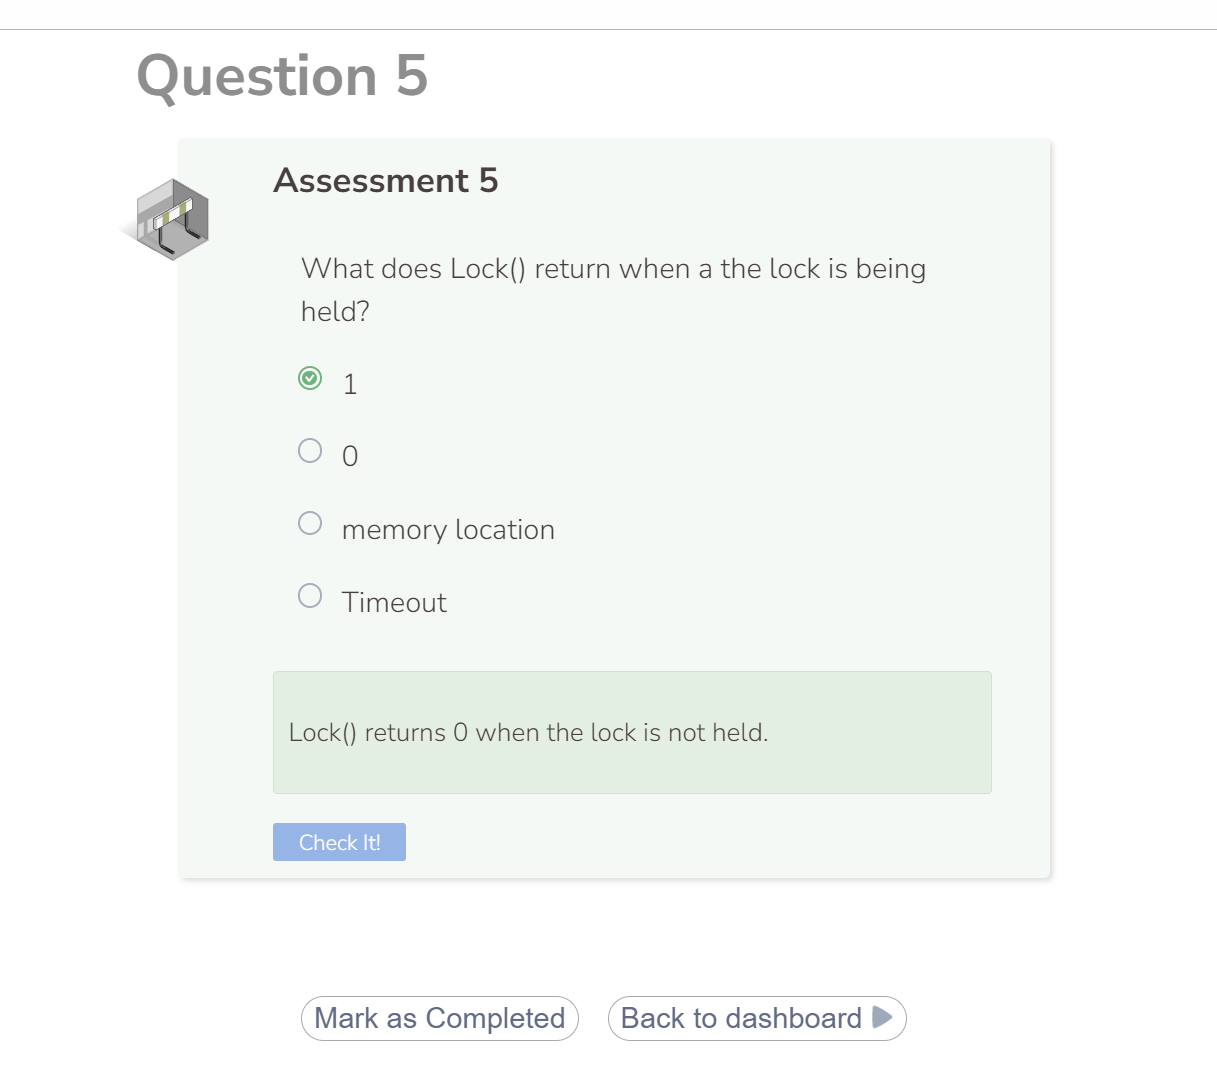 Question 5
Assessment 5
What does Lock() return when a the lock is being
held?
1
0
memory location
Timeout
Lock() returns 0 when the lock is not held.
Check It!
Mark as Completed
Back to dashboard